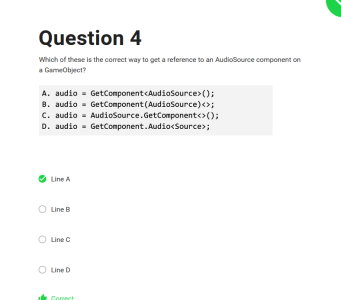 Question 4
Which of these is the correct way to get a reference to an AudioSource component on
a GameObject?
A. audio = GetComponent<AudioSource>();
B. audio = GetComponent(AudioSource)<>;
C. audio = AudioSource.GetComponent<>();
D. audio = GetComponent.Audio<Source>;
Line A
Line B
Line C
Line D
Correct